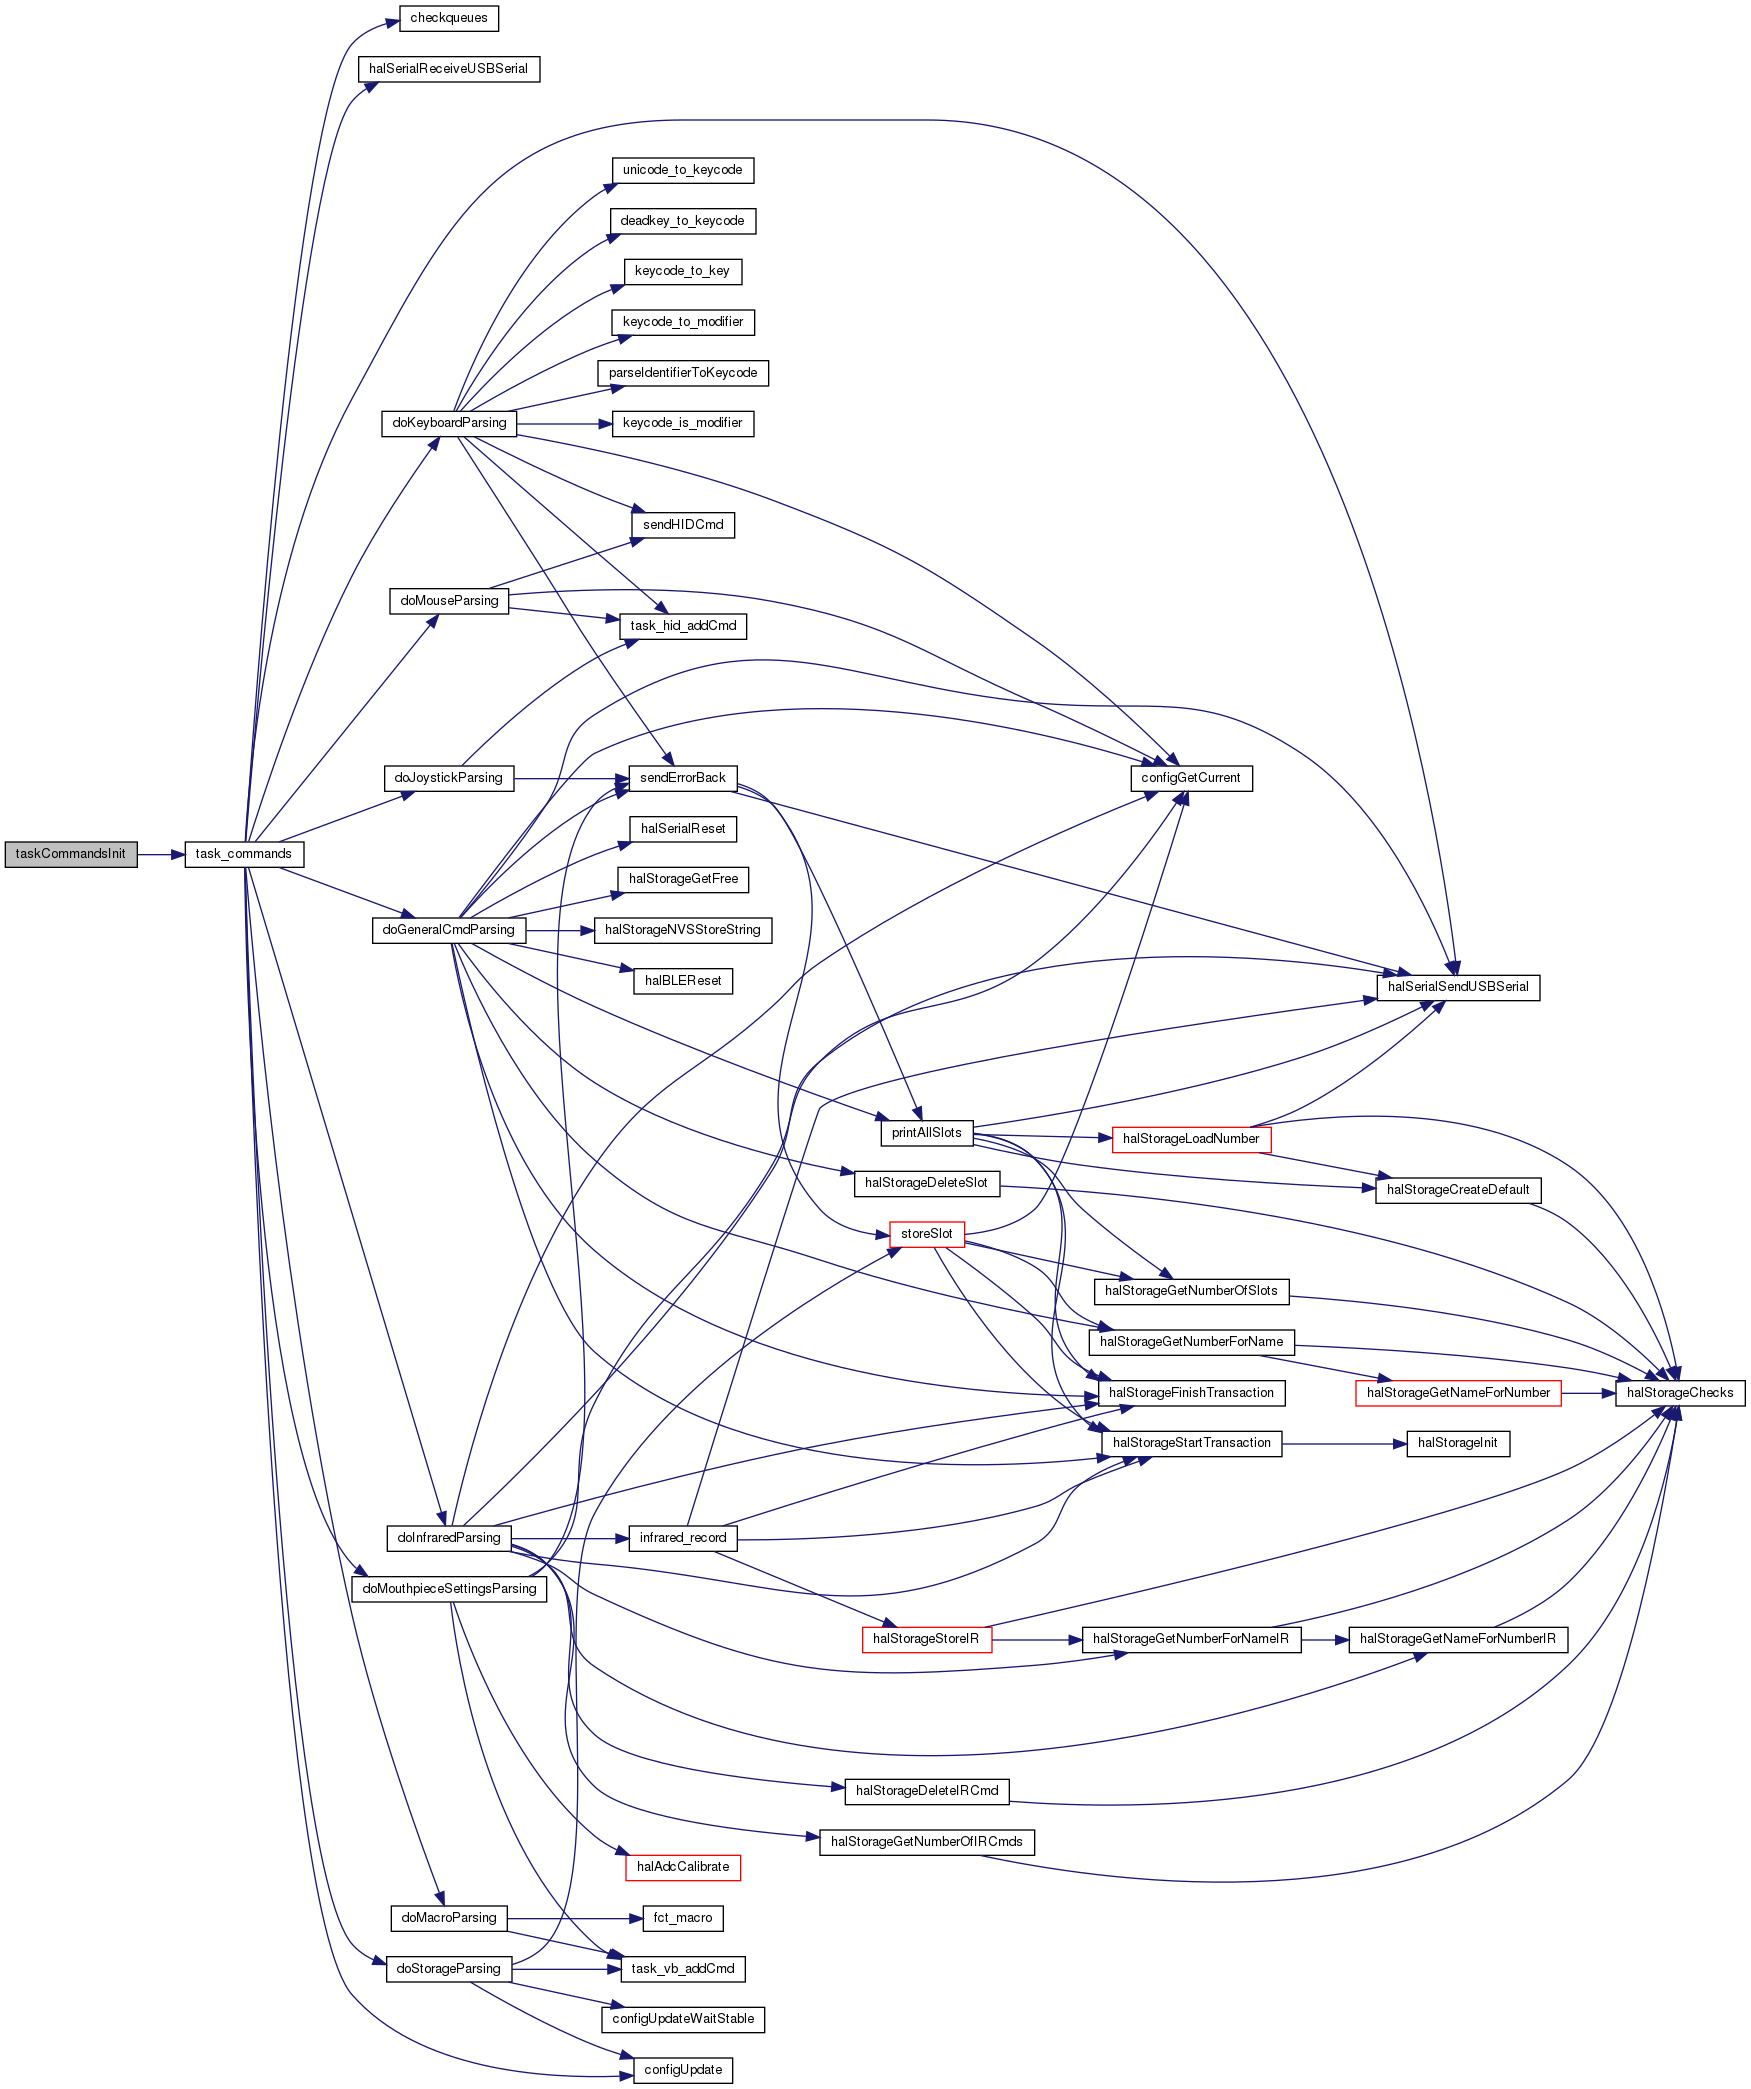 checkqueues
halSerialReceiveUSBSerial
unicode_to_keycode
deadkey_to_keycode
keycode_to_key
keycode_to_modifier
parseIdentifierToKeycode
doKeyboardParsing
keycode_is_modifier
sendHIDCmd
doMouseParsing
task_hid_addCmd
doJoystickParsing
sendErrorBack
configGetCurrent
halSerialReset
taskCommandsInit
task_commands
halStorageGetFree
doGeneralCmdParsing
halStorageNVSStoreString
halBLEReset
halSerialSendUSBSerial
printAllSlots
halStorageLoadNumber
halStorageDeleteSlot
halStorageCreateDefault
storeSlot
halStorageGetNumberOfSlots
halStorageGetNumberForName
halStorageFinishTransaction
halStorageGetNameForNumber
halStorageChecks
halStorageStartTransaction
halStorageInit
doInfraredParsing
infrared_record
doMouthpieceSettingsParsing
halStorageStoreIR
halStorageGetNumberForNameIR
halStorageGetNameForNumberIR
halStorageDeleteIRCmd
halStorageGetNumberOfIRCmds
halAdcCalibrate
doMacroParsing
fct_macro
doStorageParsing
task_vb_addCmd
configUpdateWaitStable
configUpdate